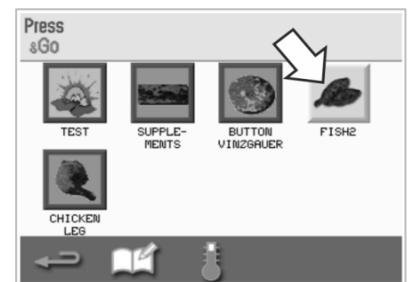 Press
&Go
TEST
SUPPLE-
MENTS
BUTTON
VINZGAUER
FISH2
CHICKEN
LEG